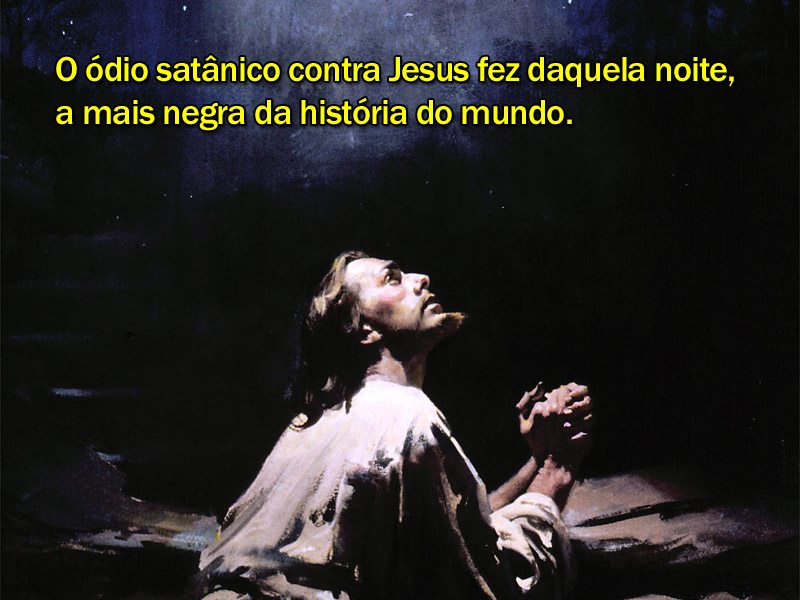 O ódio satânico contra Jesus fez daquela noite,
a mais negra da história do mundo.